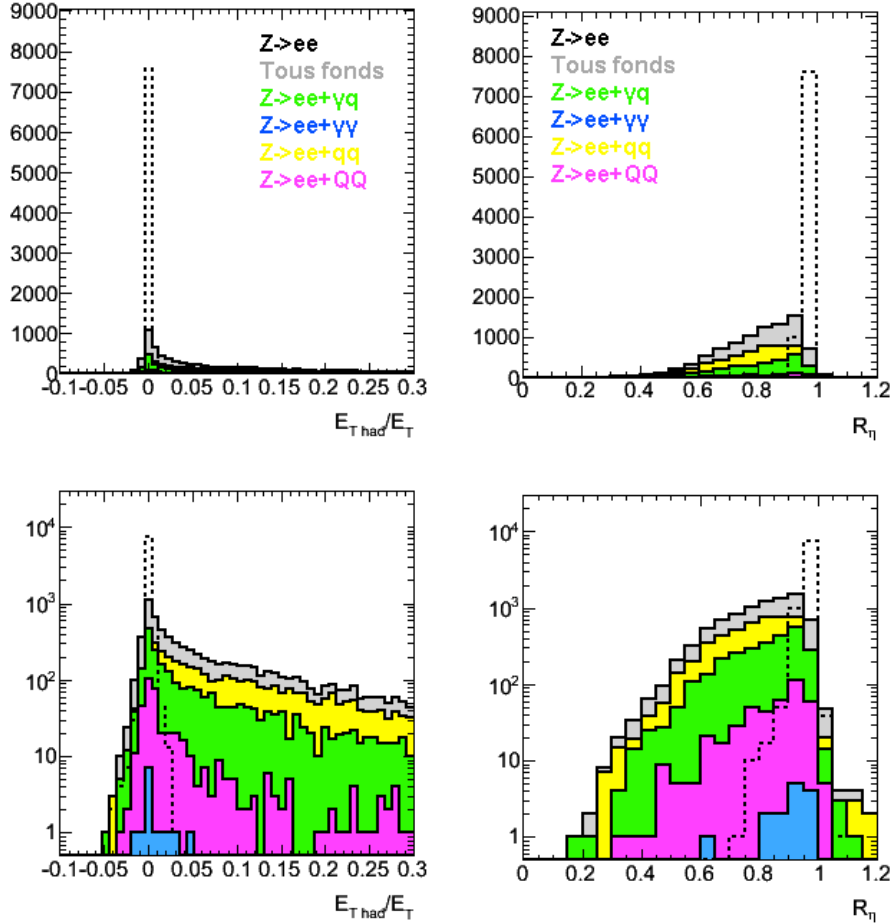 9000
8000
7000
6000
5000
4000
3000
2000
1000
0
-0.1 -0.05 0 0.05 0.1 0.15 0.2 0.25 0.3
E_T had/E_T
Z->ee
Tous fonds
Z->ee+γq
Z->ee+γγ
Z->ee+qq
Z->ee+QQ
9000
8000
7000
6000
5000
4000
3000
2000
1000
0
0 0.2 0.4 0.6 0.8 1 1.2
R_η
Z->ee
Tous fonds
Z->ee+γq
Z->ee+γγ
Z->ee+qq
Z->ee+QQ
10^4
10^3
10^2
10
1
-0.1 -0.05 0 0.05 0.1 0.15 0.2 0.25 0.3
E_T had/E_T
10^4
10^3
10^2
10
1
0 0.2 0.4 0.6 0.8 1 1.2
R_η